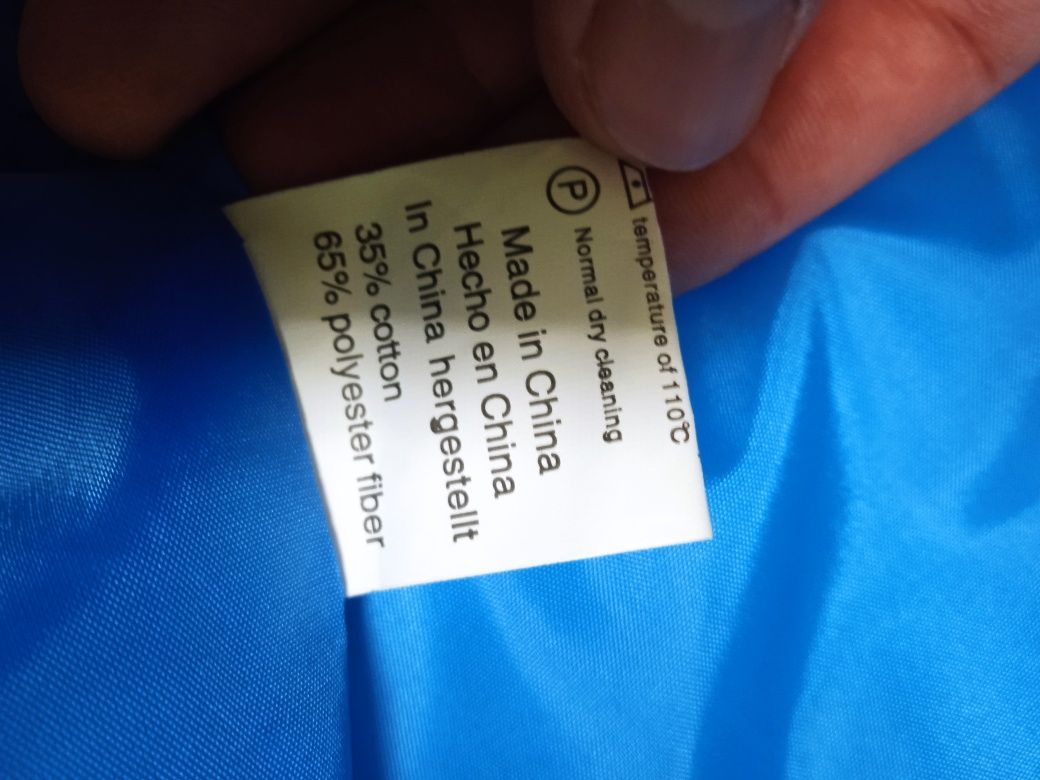 temperature of 110℃
P Normal dry cleaning
Made in China
Hecho en China
In China hergestellt
35% cotton
65% polyester fiber